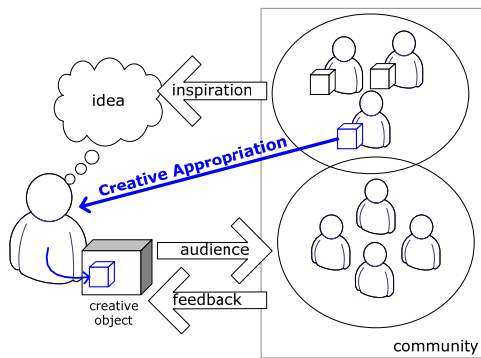 idea
inspiration
Creative Appropriation
audience
feedback
creative
object
community